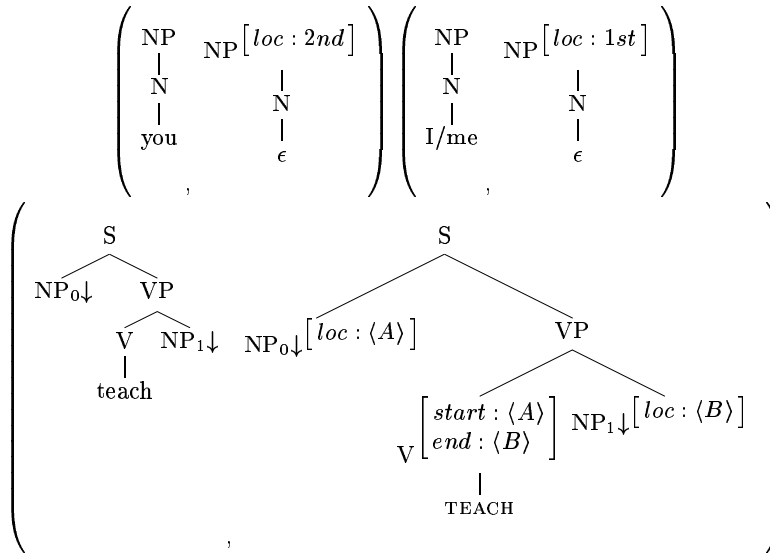 NP NP[loc : 2nd] NP NP[loc : 1st]
N N N N
you ϵ I/me ϵ
, ,
S S
NP₀↓ VP NP₀↓[loc : ⟨A⟩] VP
V NP₁↓ V[start : ⟨A⟩ end : ⟨B⟩] NP₁↓[loc : ⟨B⟩]
teach TEACH
,